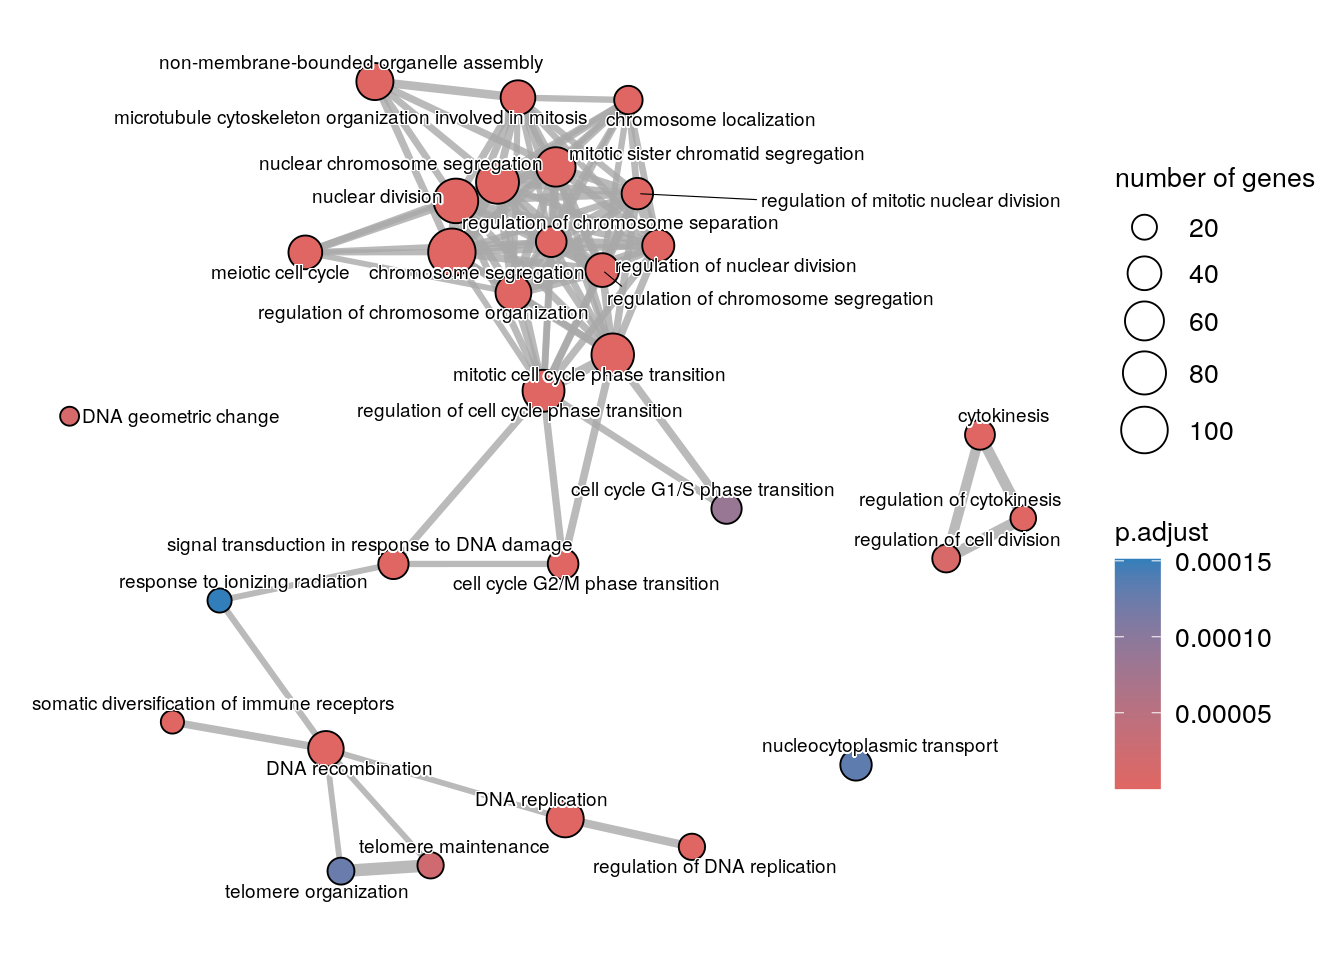 non-membrane-bounded-organelle assembly
microtubule cytoskeleton organization involved in mitosis
chromosome localization
mitotic sister chromatid segregation
nuclear chromosome segregation
nuclear division
regulation of mitotic nuclear division
regulation of chromosome separation
meiotic cell cycle
chromosome segregation
regulation of nuclear division
regulation of chromosome segregation
regulation of chromosome organization
mitotic cell cycle phase transition
regulation of cell cycle phase transition
DNA geometric change
cytokinesis
cell cycle G1/S phase transition
regulation of cytokinesis
regulation of cell division
signal transduction in response to DNA damage
response to ionizing radiation
cell cycle G2/M phase transition
somatic diversification of immune receptors
DNA recombination
nucleocytoplasmic transport
DNA replication
telomere maintenance
regulation of DNA replication
telomere organization
number of genes
20
40
60
80
100
p.adjust
0.00015
0.00010
0.00005